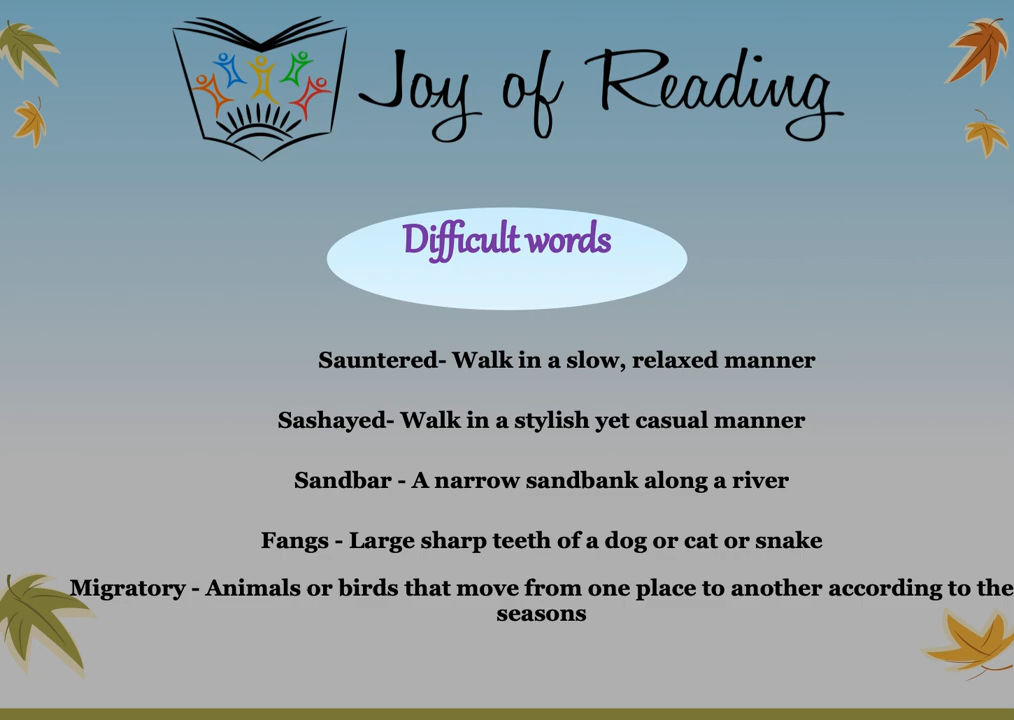 Joy of Reading
Difficult words
Sauntered- Walk in a slow, relaxed manner
Sashayed- Walk in a stylish yet casual manner
Sandbar - A narrow sandbank along a river
Fangs - Large sharp teeth of a dog or cat or snake
Migratory - Animals or birds that move from one place to another according to the
seasons